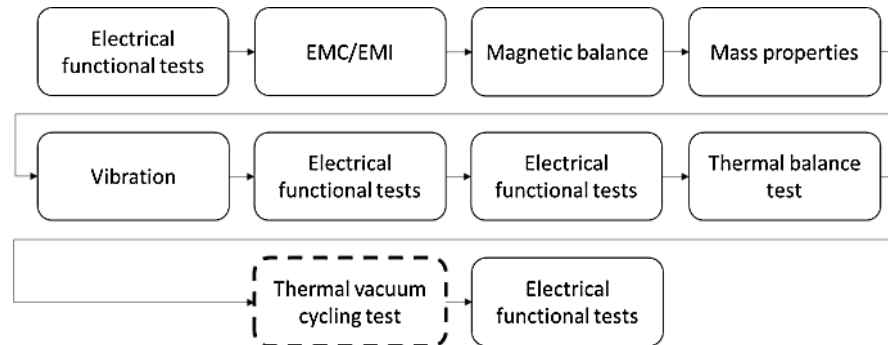 Electrical
functional tests
EMC/EMI
Magnetic balance
Mass properties
Vibration
Electrical
functional tests
Electrical
functional tests
Thermal balance
test
Thermal vacuum
cycling test
Electrical
functional tests